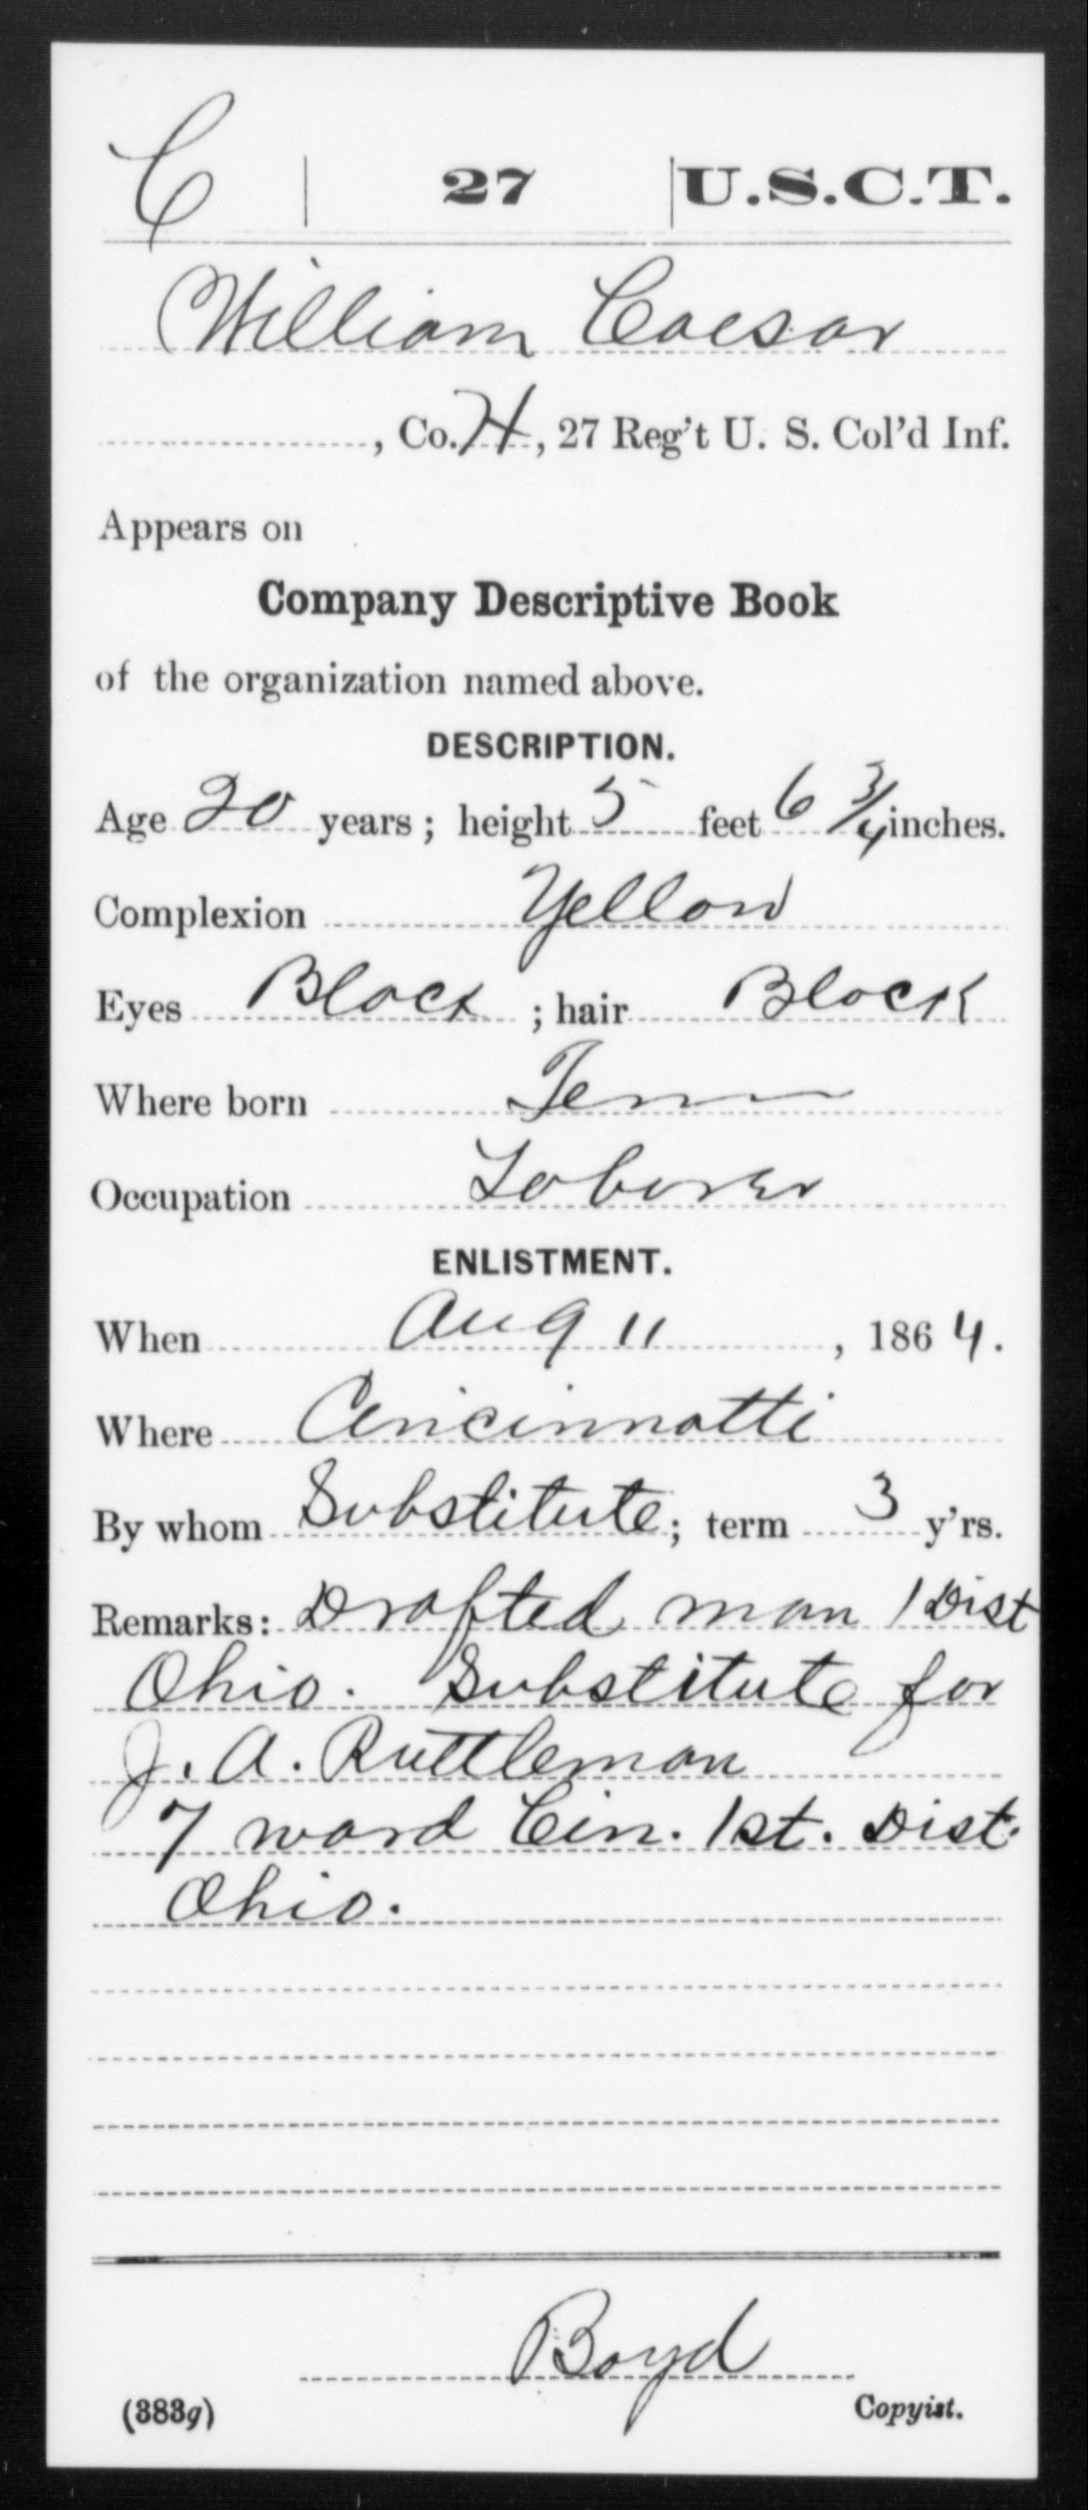 C | 27 | U.S.C.T.
William Caesar
, Co. H, 27 Reg't U. S. Col'd Inf.
Appears on
Company Descriptive Book
of the organization named above.
DESCRIPTION.
Age 20 years; height 5 feet 6 3/4 inches.
Complexion Yellow
Eyes Black ; hair Black
Where born Tenn
Occupation Laborer
ENLISTMENT.
When Aug 11, 1864.
Where Cincinnatti
By whom Substitute; term 3 y'rs.
Remarks: Drafted man 1 Dist
Ohio. Substitute for
J. A. Ruttleman
7 ward Cin. 1st. Dist.
Ohio.
Boyd
(383g) Copyist.